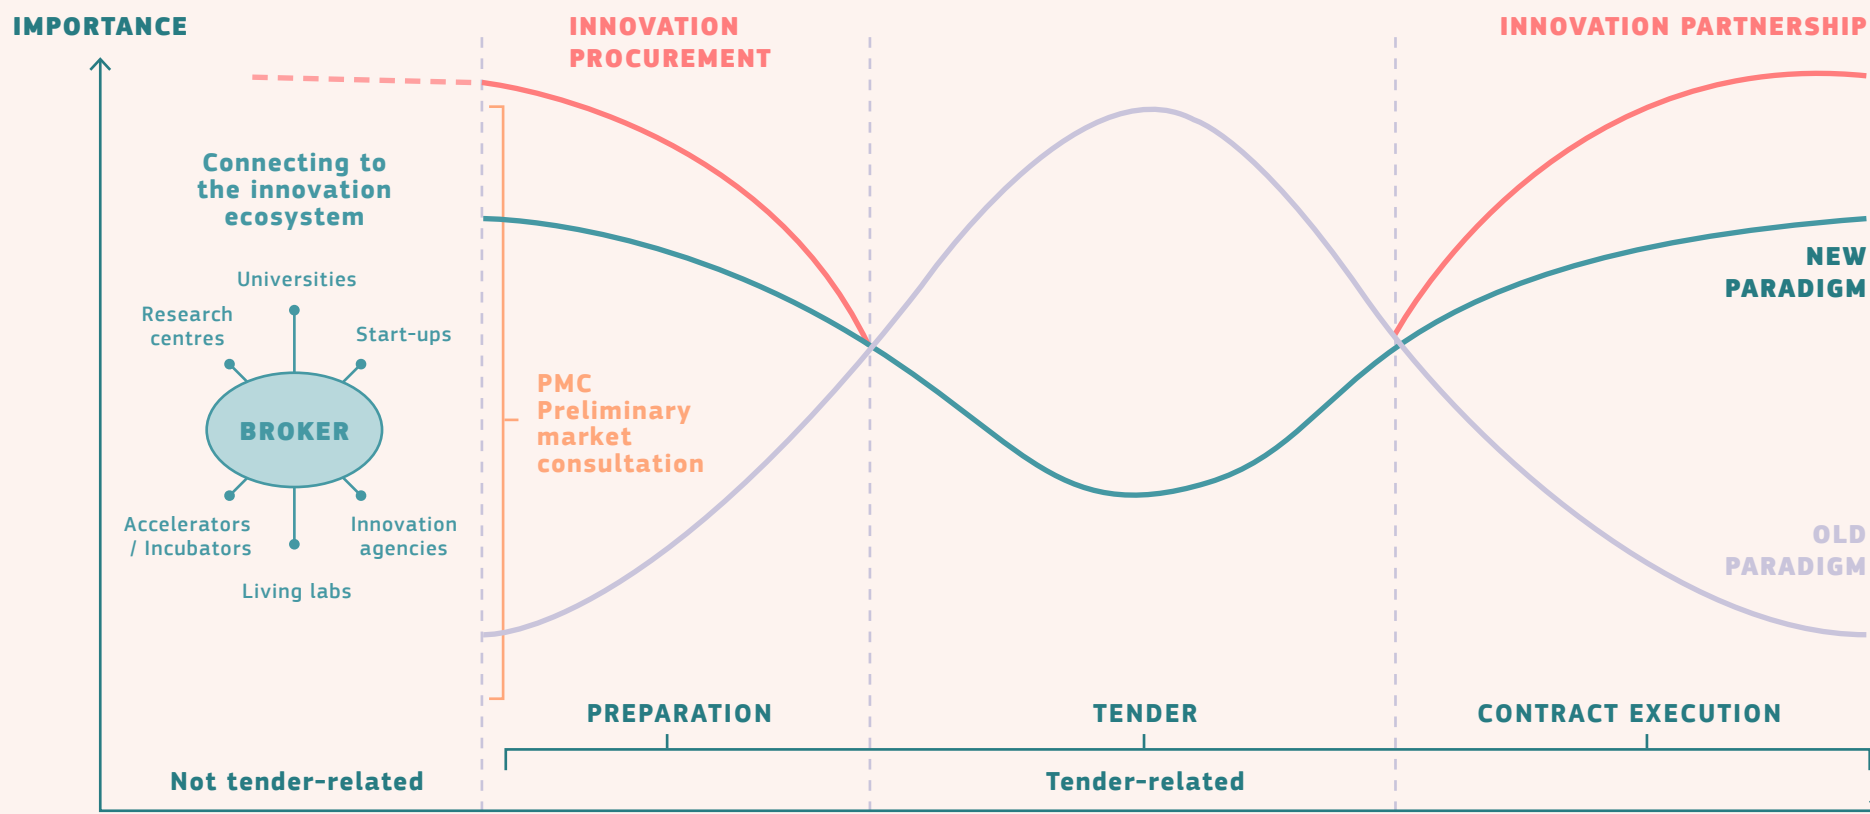 IMPORTANCE
INNOVATION
PROCUREMENT
INNOVATION PARTNERSHIP
Connecting to
the innovation
ecosystem
Universities
Research
centres
Start-ups
BROKER
Accelerators
/ Incubators
Innovation
agencies
Living labs
PMC
Preliminary
market
consultation
NEW
PARADIGM
OLD
PARADIGM
PREPARATION
TENDER
CONTRACT EXECUTION
Not tender-related
Tender-related